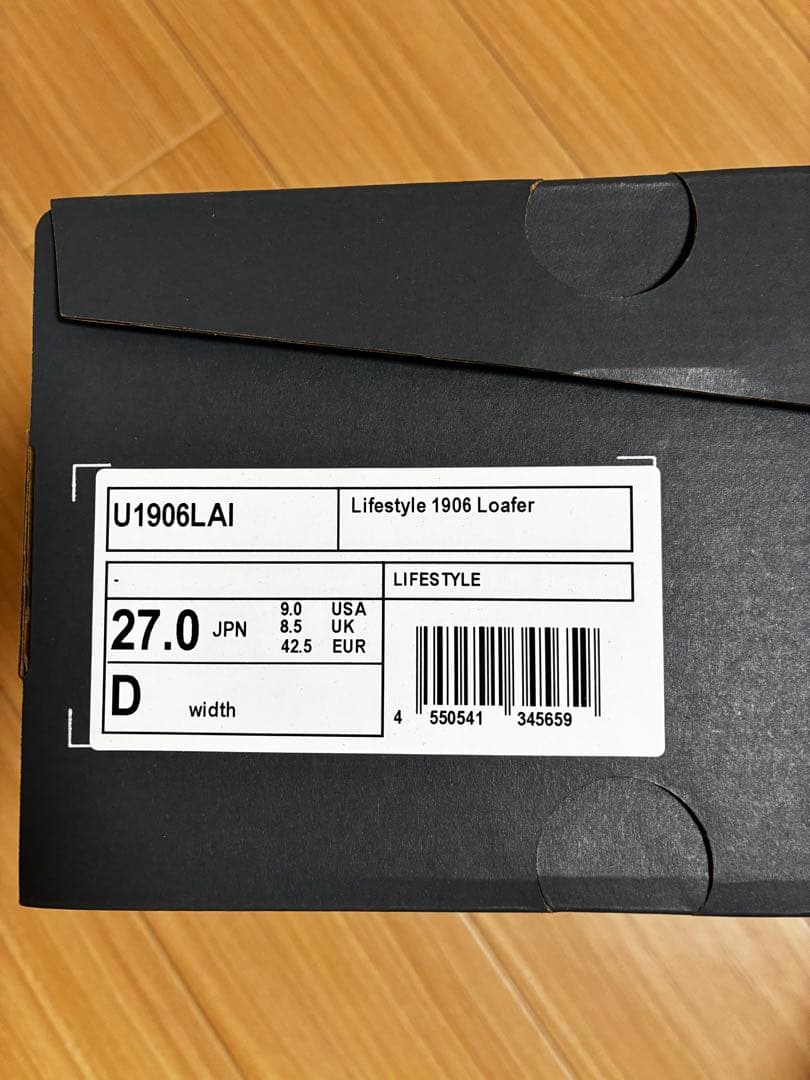 U1906LAI
Lifestyle 1906 Loafer
-
LIFESTYLE
27.0 JPN
9.0 USA
8.5 UK
42.5 EUR
D width
4 550541 345659